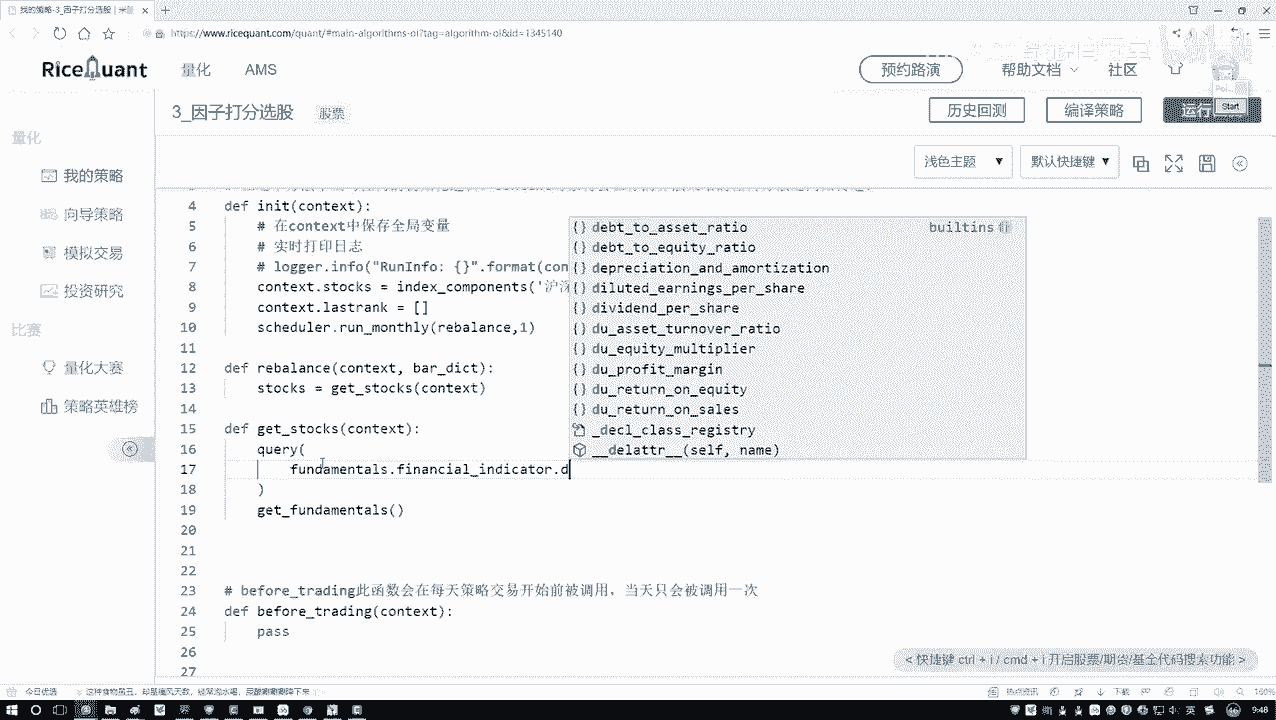 我的策略-3_因子打分选股
https://www.ricequant.com/quant/#main-algorithms-oi?tag=algorithm-oi&id=1345140
RiceQuant 量化 AMS 预约路演 帮助文档 社区
3_因子打分选股 股票 历史回测 编译策略
Start
量化
浅色主题 默认快捷键
我的策略
向导策略
模拟交易
投资研究
比赛
量化大赛
策略英雄榜
4 def init(context):
5 # 在context中保存全局变量
6 # 实时打印日志
7 # logger.info("RunInfo: {}".format(con
8 context.stocks = index_components('沪深
9 context.lastrank = []
10 scheduler.run_monthly(rebalance,1)
11
12 def rebalance(context, bar_dict):
13 stocks = get_stocks(context)
14
15 def get_stocks(context):
16 query(
17 fundamentals.financial_indicator.d
18 )
19 get_fundamentals()
20
21
22
23 # before_trading此函数会在每天策略交易开始前被调用，当天只会被调用一次
24 def before_trading(context):
25 pass
26
27
{} debt_to_asset_ratio builtins
{} debt_to_equity_ratio
{} depreciation_and_amortization
{} diluted_earnings_per_share
{} dividend_per_share
{} du_asset_turnover_ratio
{} du_equity_multiplier
{} du_profit_margin
{} du_return_on_equity
{} du_return_on_sales
_decl_class_registry
__delattr__(self, name)
< 快捷键 ctrl + i / cmd + i 开启股票/期货/基金代码搜索功能 >
今日优选
热点资讯
下载
100%
英
9:46